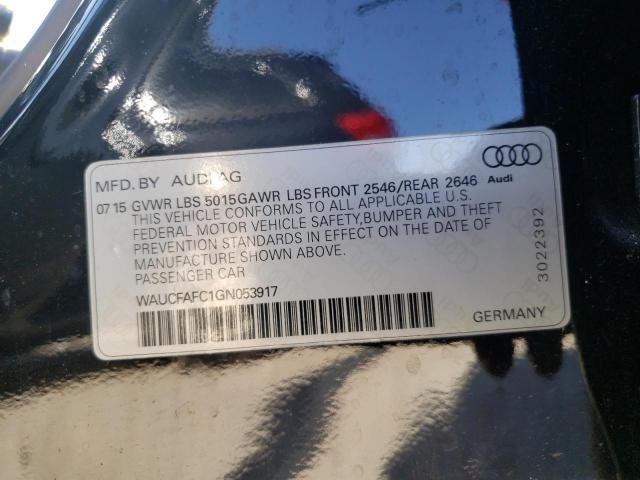 MFD.BY AUDI AG
Audi
07 15 GVWR LBS 5015GAWR LBS FRONT 2546/REAR 2646
THIS VEHICLE CONFORMS TO ALL APPLICABLE U.S.
FEDERAL MOTOR VEHICLE SAFETY,BUMPER AND THEFT
PREVENTION STANDARDS IN EFFECT ON THE DATE OF
MANUFACTURE SHOWN ABOVE.
PASSENGER CAR
WAUCFAFC1GN053917
GERMANY
3022392